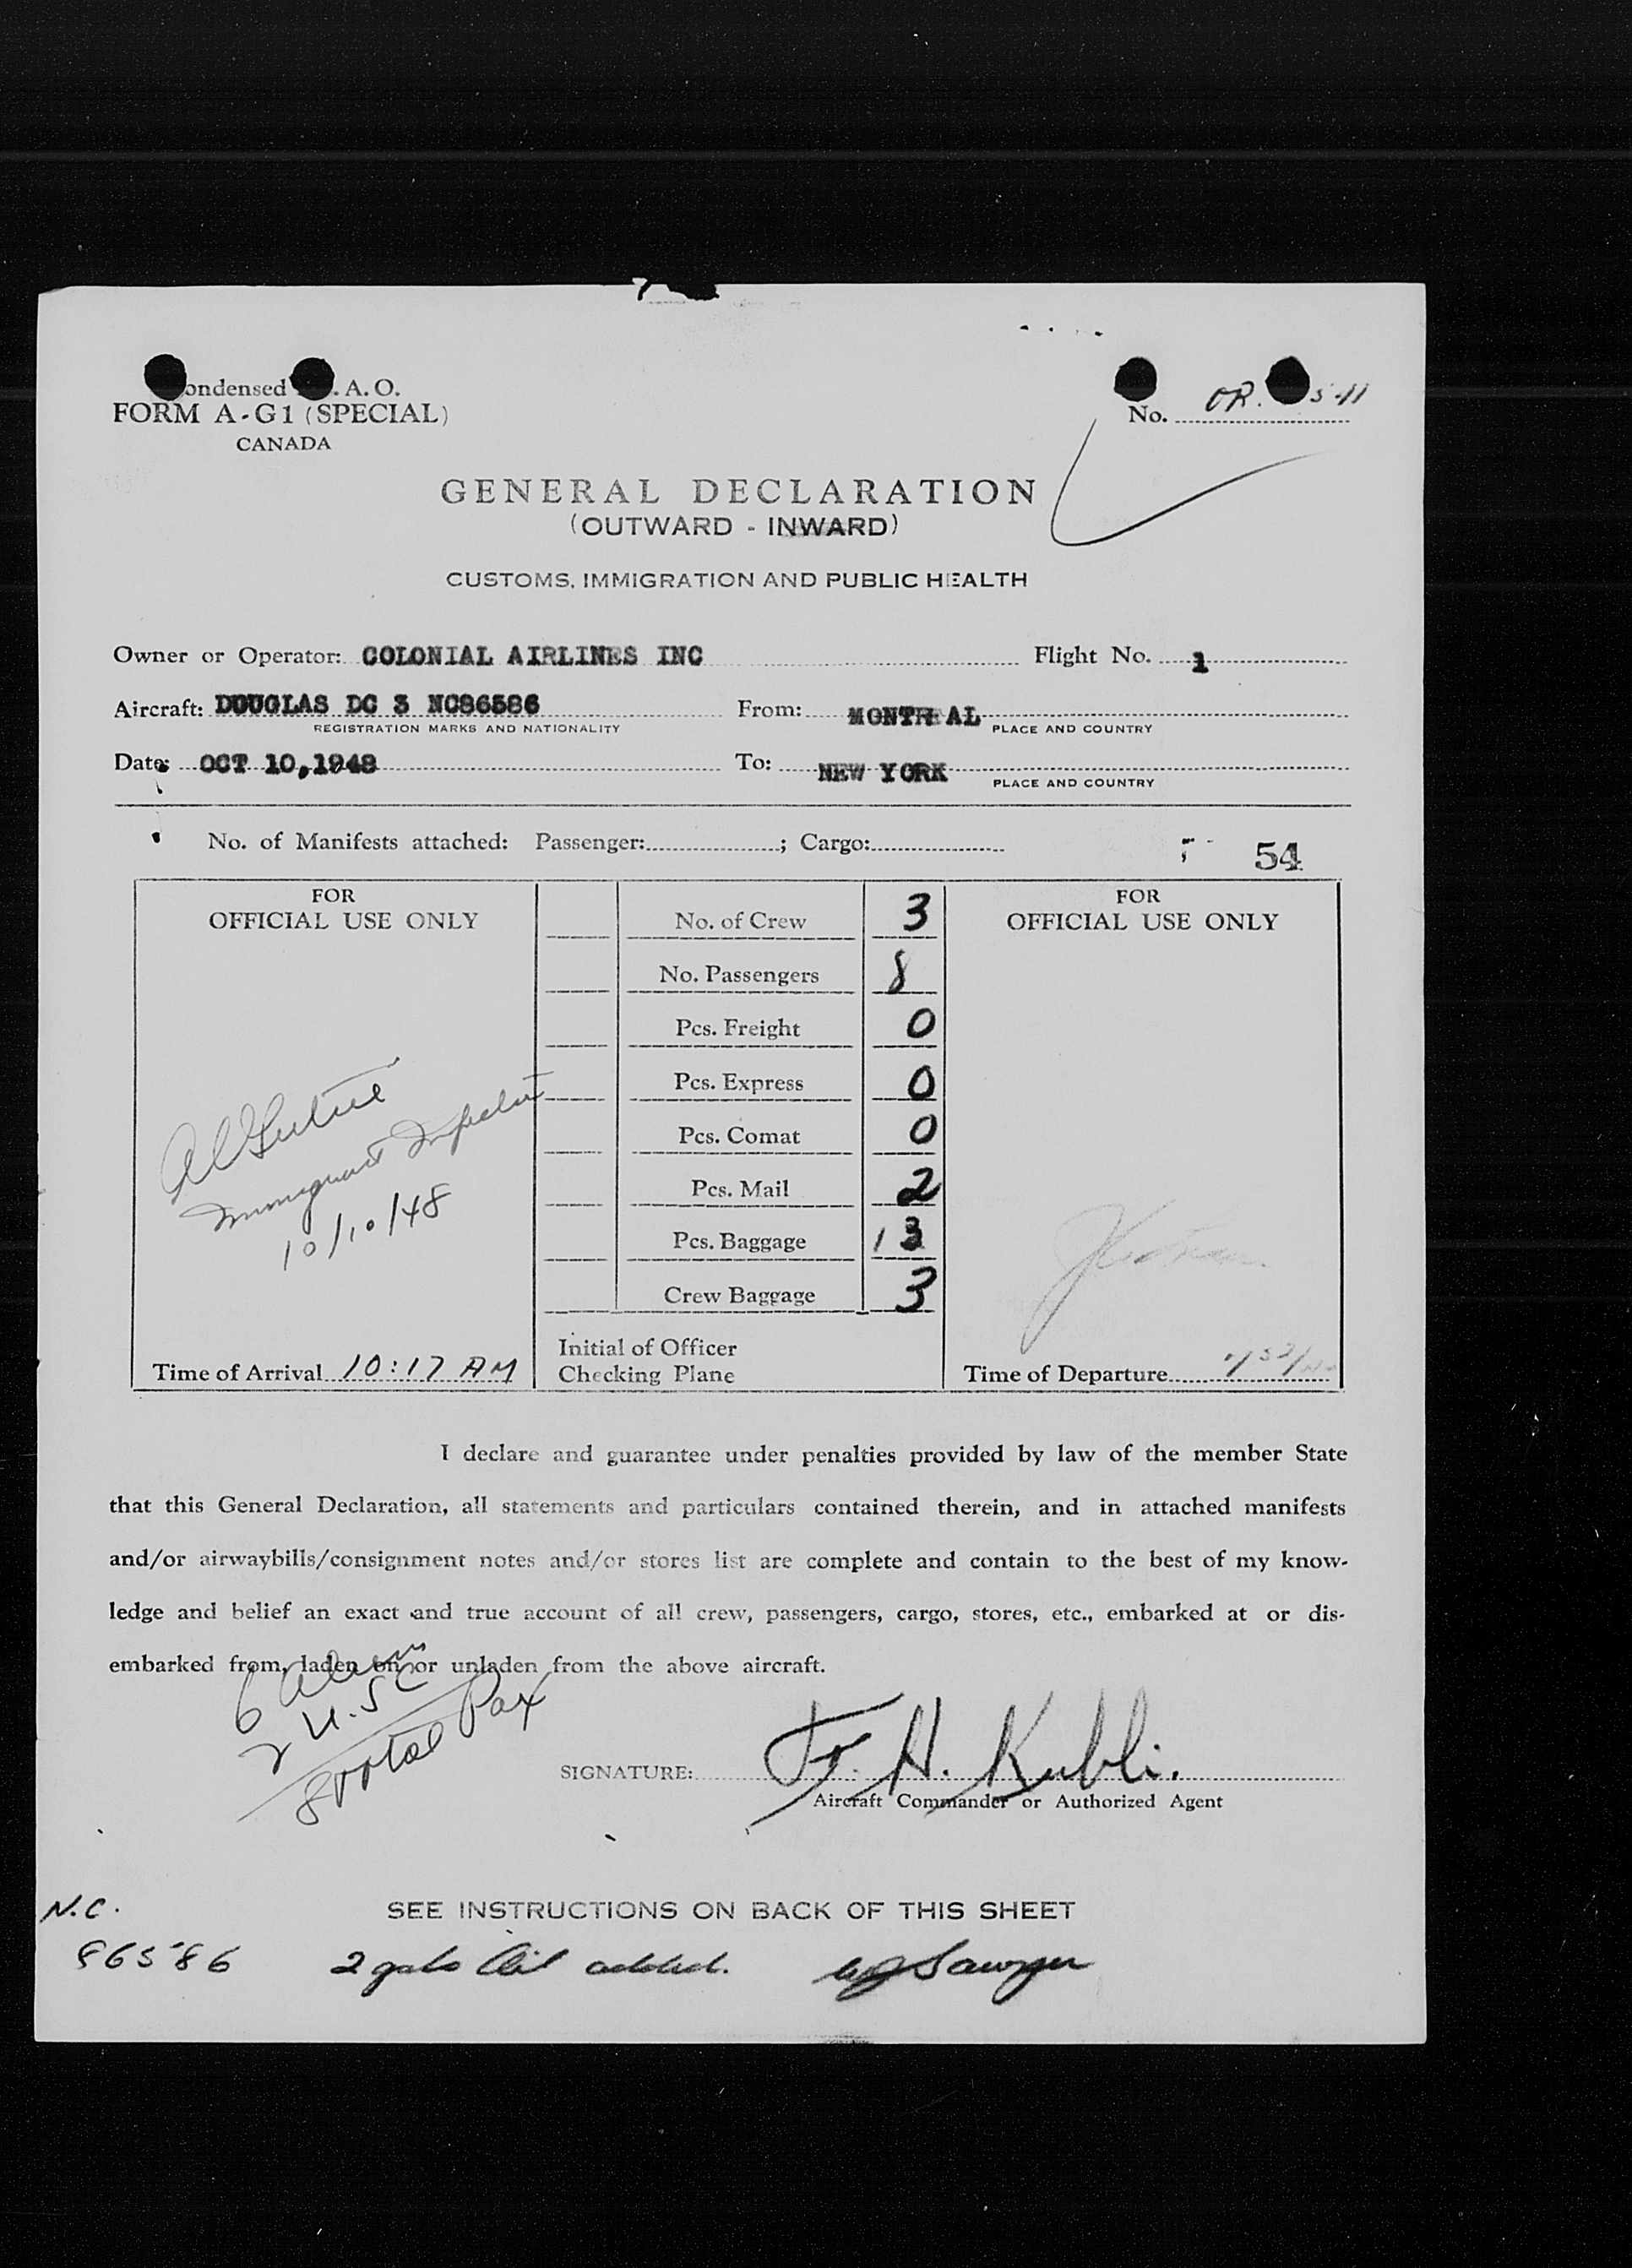 ondensed . A. O.
FORM A-G1 (SPECIAL)
CANADA
No. OR. 5-11
GENERAL DECLARATION
(OUTWARD - INWARD)
CUSTOMS, IMMIGRATION AND PUBLIC HEALTH
Owner or Operator: COLONIAL AIRLINES INC Flight No. 1
Aircraft: DOUGLAS DC 3 NC86586 From: MONTREAL
REGISTRATION MARKS AND NATIONALITY PLACE AND COUNTRY
Date: OCT 10,1948 To: NEW YORK
PLACE AND COUNTRY
No. of Manifests attached: Passenger: ; Cargo:
54
FOR
OFFICIAL USE ONLY
Immigrant Inspector
10/10/48
Time of Arrival 10:17 AM
No. of Crew 3
No. Passengers 8
Pcs. Freight 0
Pcs. Express 0
Pcs. Comat 0
Pcs. Mail 2
Pcs. Baggage 13
Crew Baggage 3
Initial of Officer
Checking Plane
FOR
OFFICIAL USE ONLY
Time of Departure
I declare and guarantee under penalties provided by law of the member State
that this General Declaration, all statements and particulars contained therein, and in attached manifests
and/or airwaybills/consignment notes and/or stores list are complete and contain to the best of my know-
ledge and belief an exact and true account of all crew, passengers, cargo, stores, etc., embarked at or dis-
embarked from, laden on or unladen from the above aircraft.
6 Aliens
2 U.S.C
8 Total Pax
SIGNATURE: F. H. Kubli.
Aircraft Commander or Authorized Agent
SEE INSTRUCTIONS ON BACK OF THIS SHEET
N.C.
86586 2 gals Oil added. Sawyer